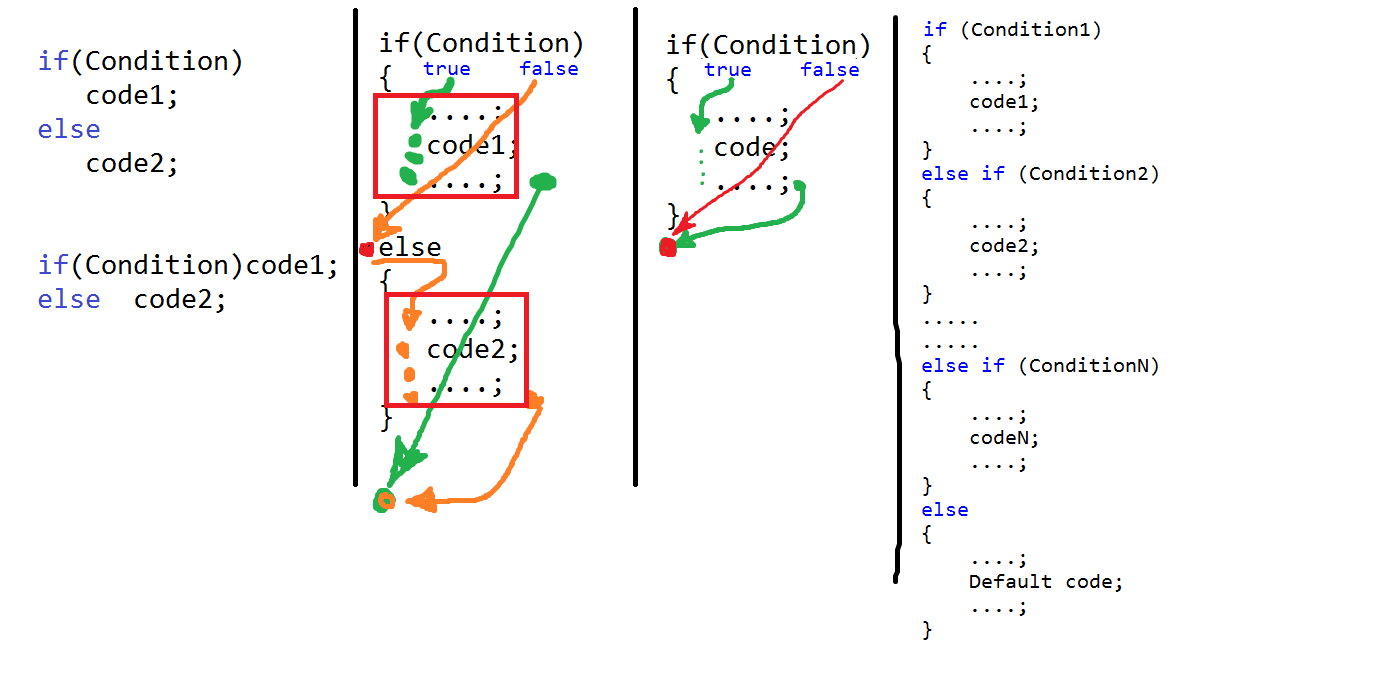 if(Condition)
code1;
else
code2;
if(Condition)code1;
else code2;
if(Condition)
{
true false
....;
code1;
....;
}
else
{
....;
code2;
....;
}
if(Condition)
{
true false
....;
code;
....;
}
if (Condition1)
{
....;
code1;
....;
}
else if (Condition2)
{
....;
code2;
....;
}
.....
.....
else if (ConditionN)
{
....;
codeN;
....;
}
else
{
....;
Default code;
....;
}